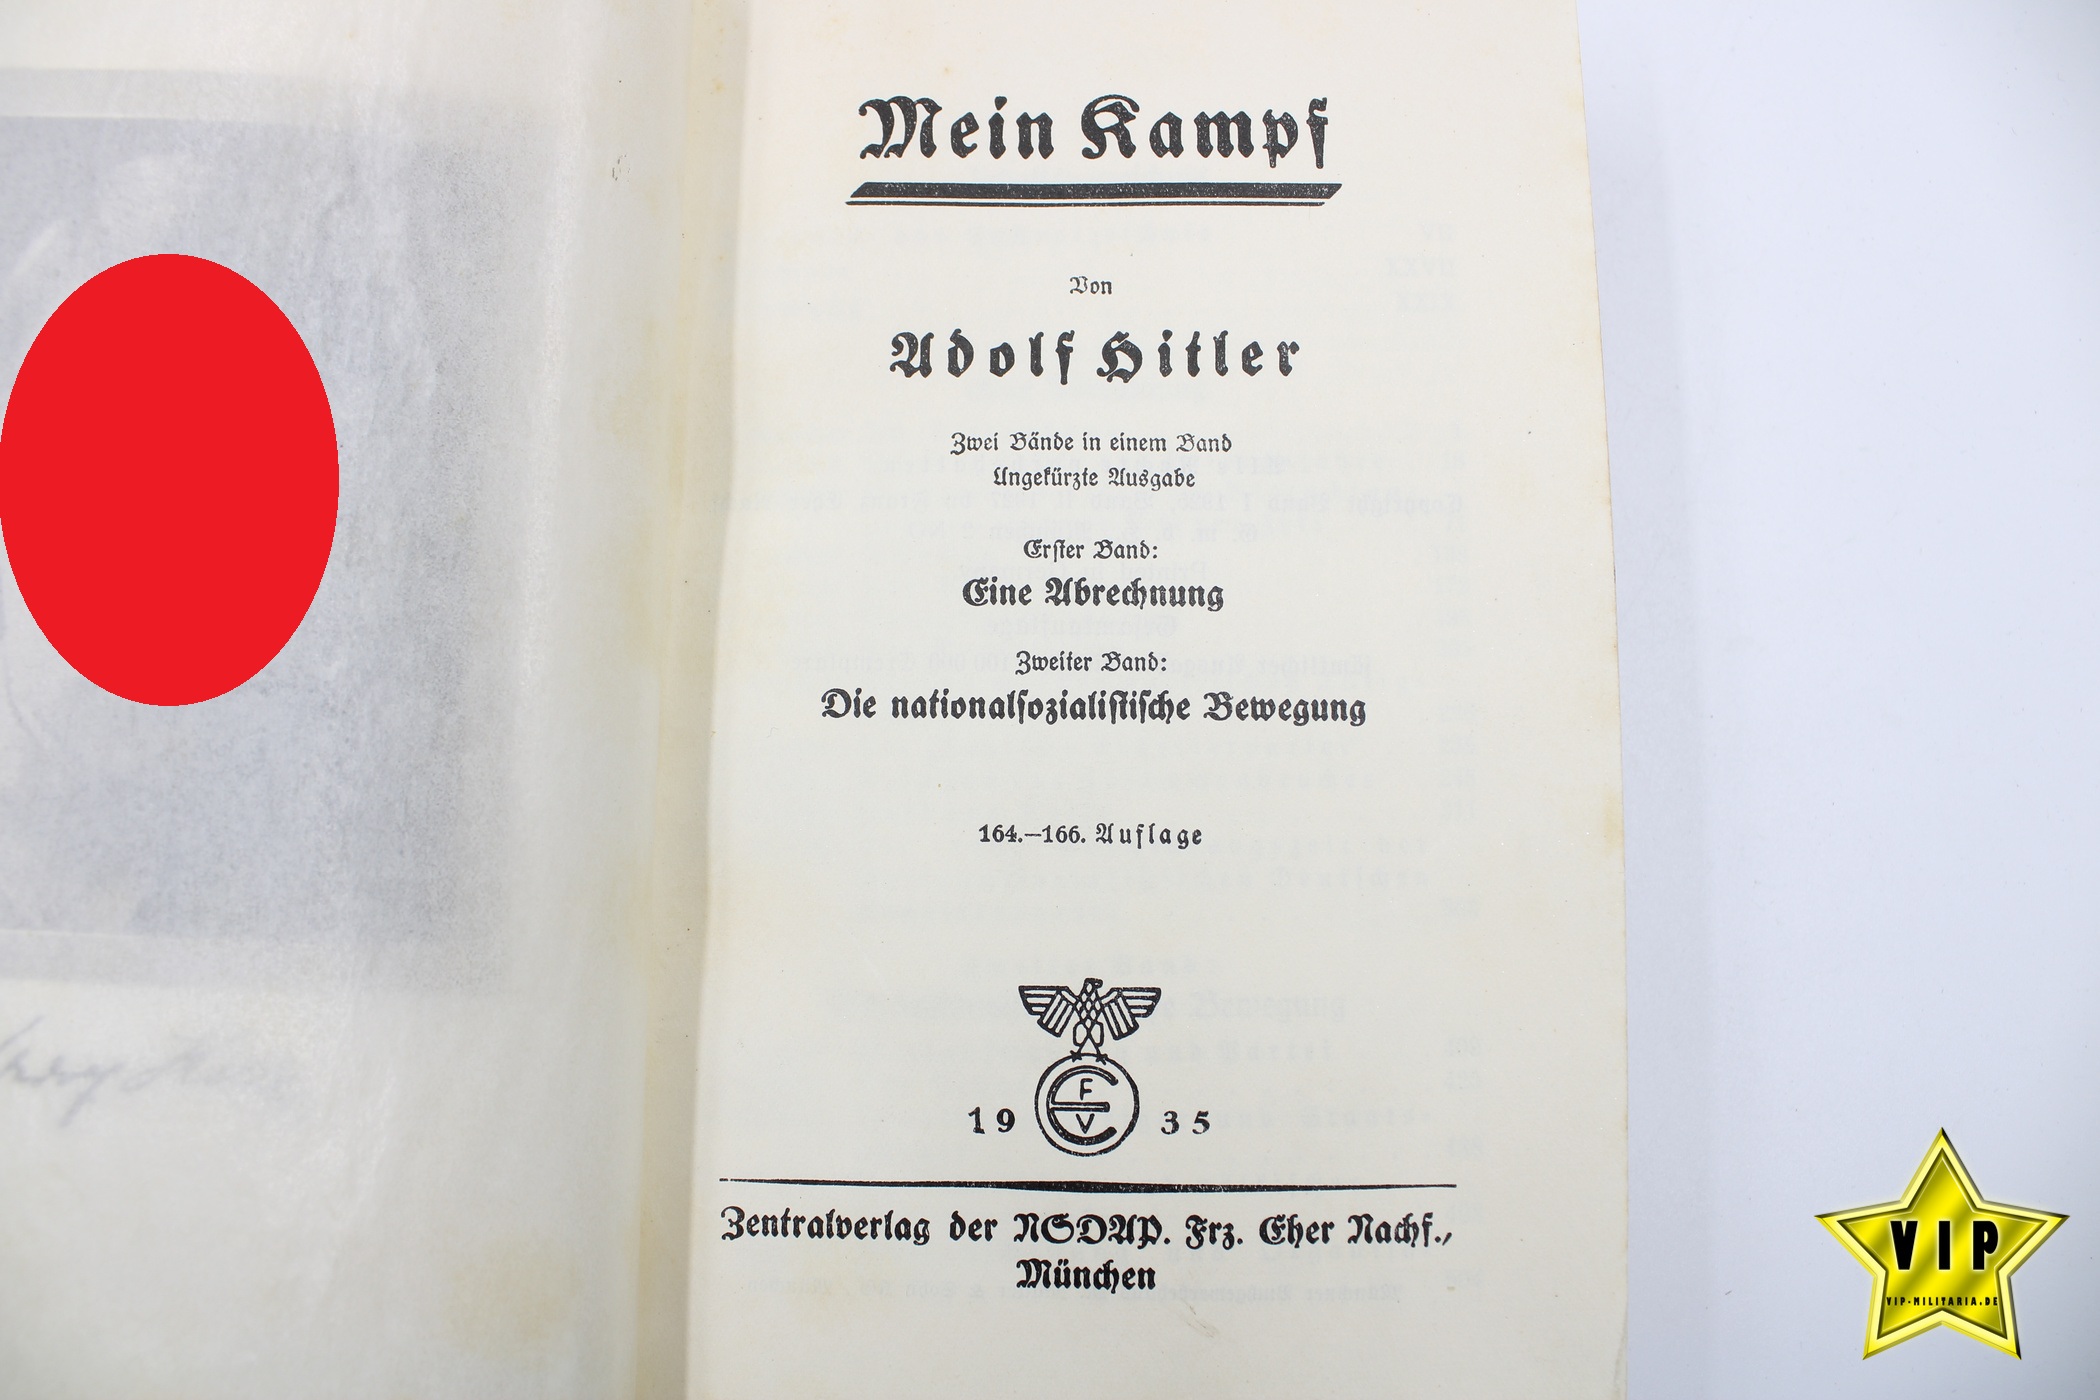 Mein Kampf
Von
Adolf Hitler
Zwei Bände in einem Band
Ungekürzte Ausgabe
Erster Band:
Eine Abrechnung
Zweiter Band:
Die nationalsozialistische Bewegung
164.–166. Auflage
F
E
V
19 35
Zentralverlag der NSDAP. Frz. Eher Nachf.,
München
VIP
VIP-MILITARIA.DE